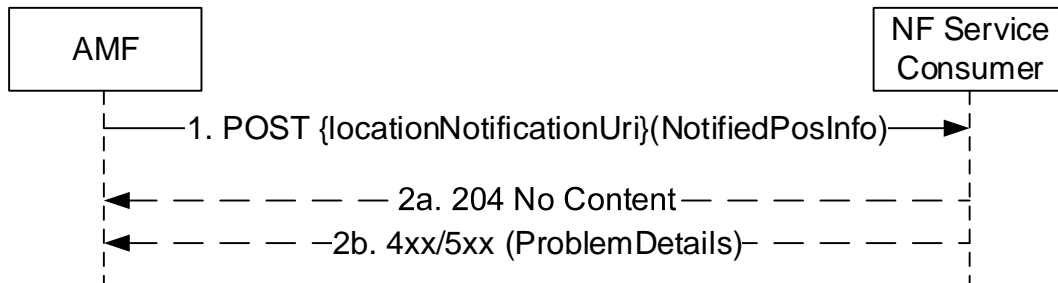 AMF
NF Service
Consumer
1. POST {locationNotificationUri}(NotifiedPosInfo)
2a. 204 No Content
2b. 4xx/5xx (ProblemDetails)